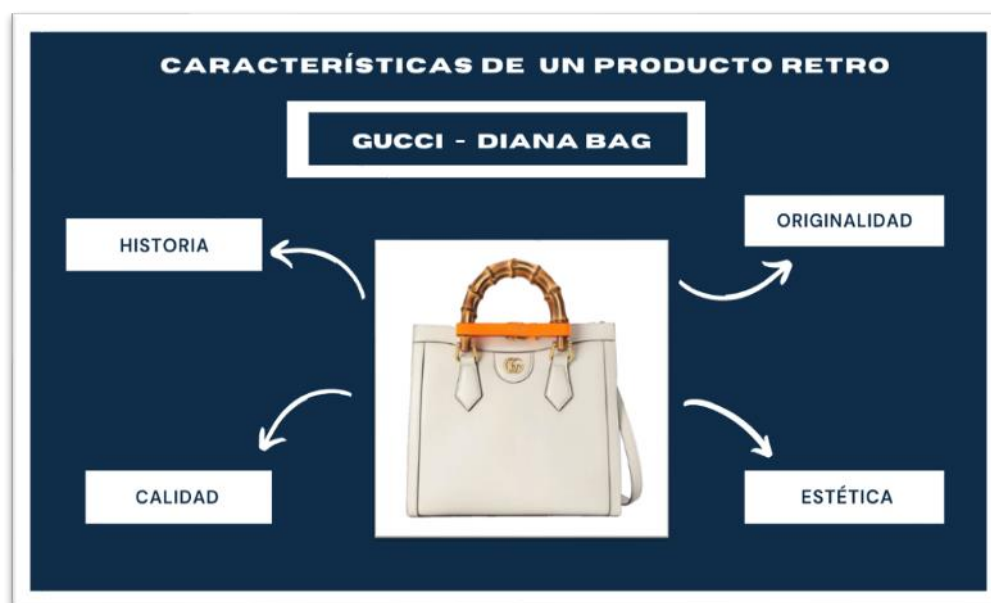 CARACTERÍSTICAS DE UN PRODUCTO RETRO
GUCCI - DIANA BAG
HISTORIA
ORIGINALIDAD
CALIDAD
ESTÉTICA